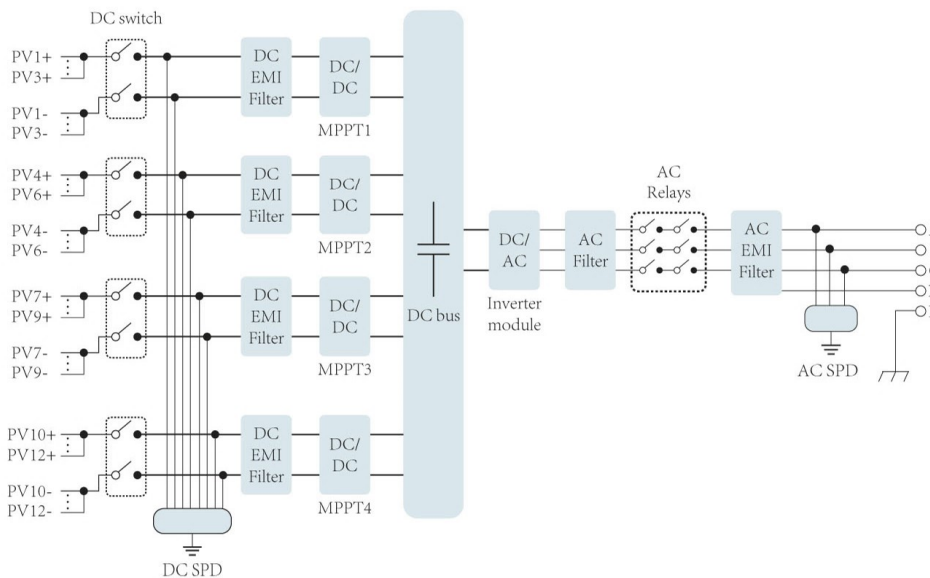 DC switch
PV1+
PV3+
PV1-
PV3-
DC
EMI
Filter
DC/
DC
MPPT1
PV4+
PV6+
PV4-
PV6-
DC
EMI
Filter
DC/
DC
MPPT2
PV7+
PV9+
PV7-
PV9-
DC
EMI
Filter
DC/
DC
MPPT3
PV10+
PV12+
PV10-
PV12-
DC
EMI
Filter
DC/
DC
MPPT4
DC SPD
DC bus
DC/
AC
Inverter
module
AC
Filter
AC
Relays
AC
EMI
Filter
AC SPD